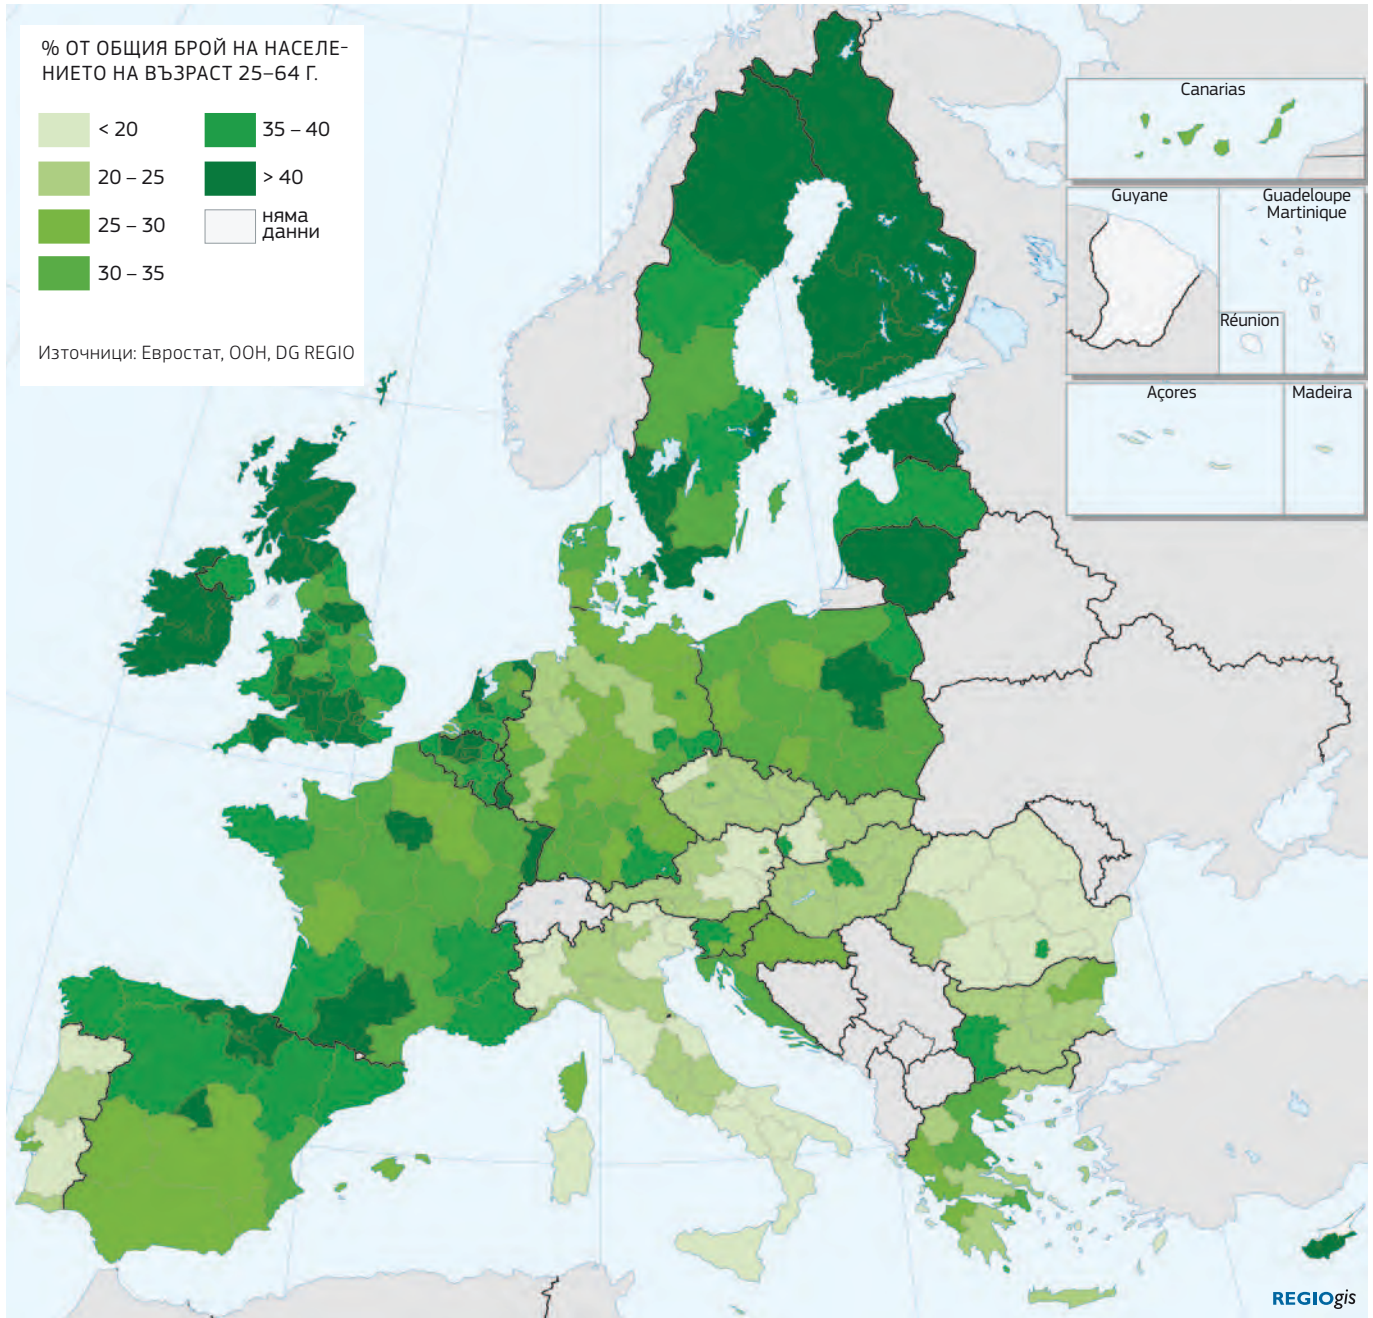 % ОТ ОБЩИЯ БРОЙ НА НАСЕЛЕ-
НИЕТО НА ВЪЗРАСТ 25–64 Г.
< 20
20 – 25
25 – 30
30 – 35
35 – 40
> 40
няма
данни
Източници: Евростат, ООН, DG REGIO
Canarias
Guyane
Guadeloupe
Martinique
Réunion
Açores
Madeira
REGIOgis